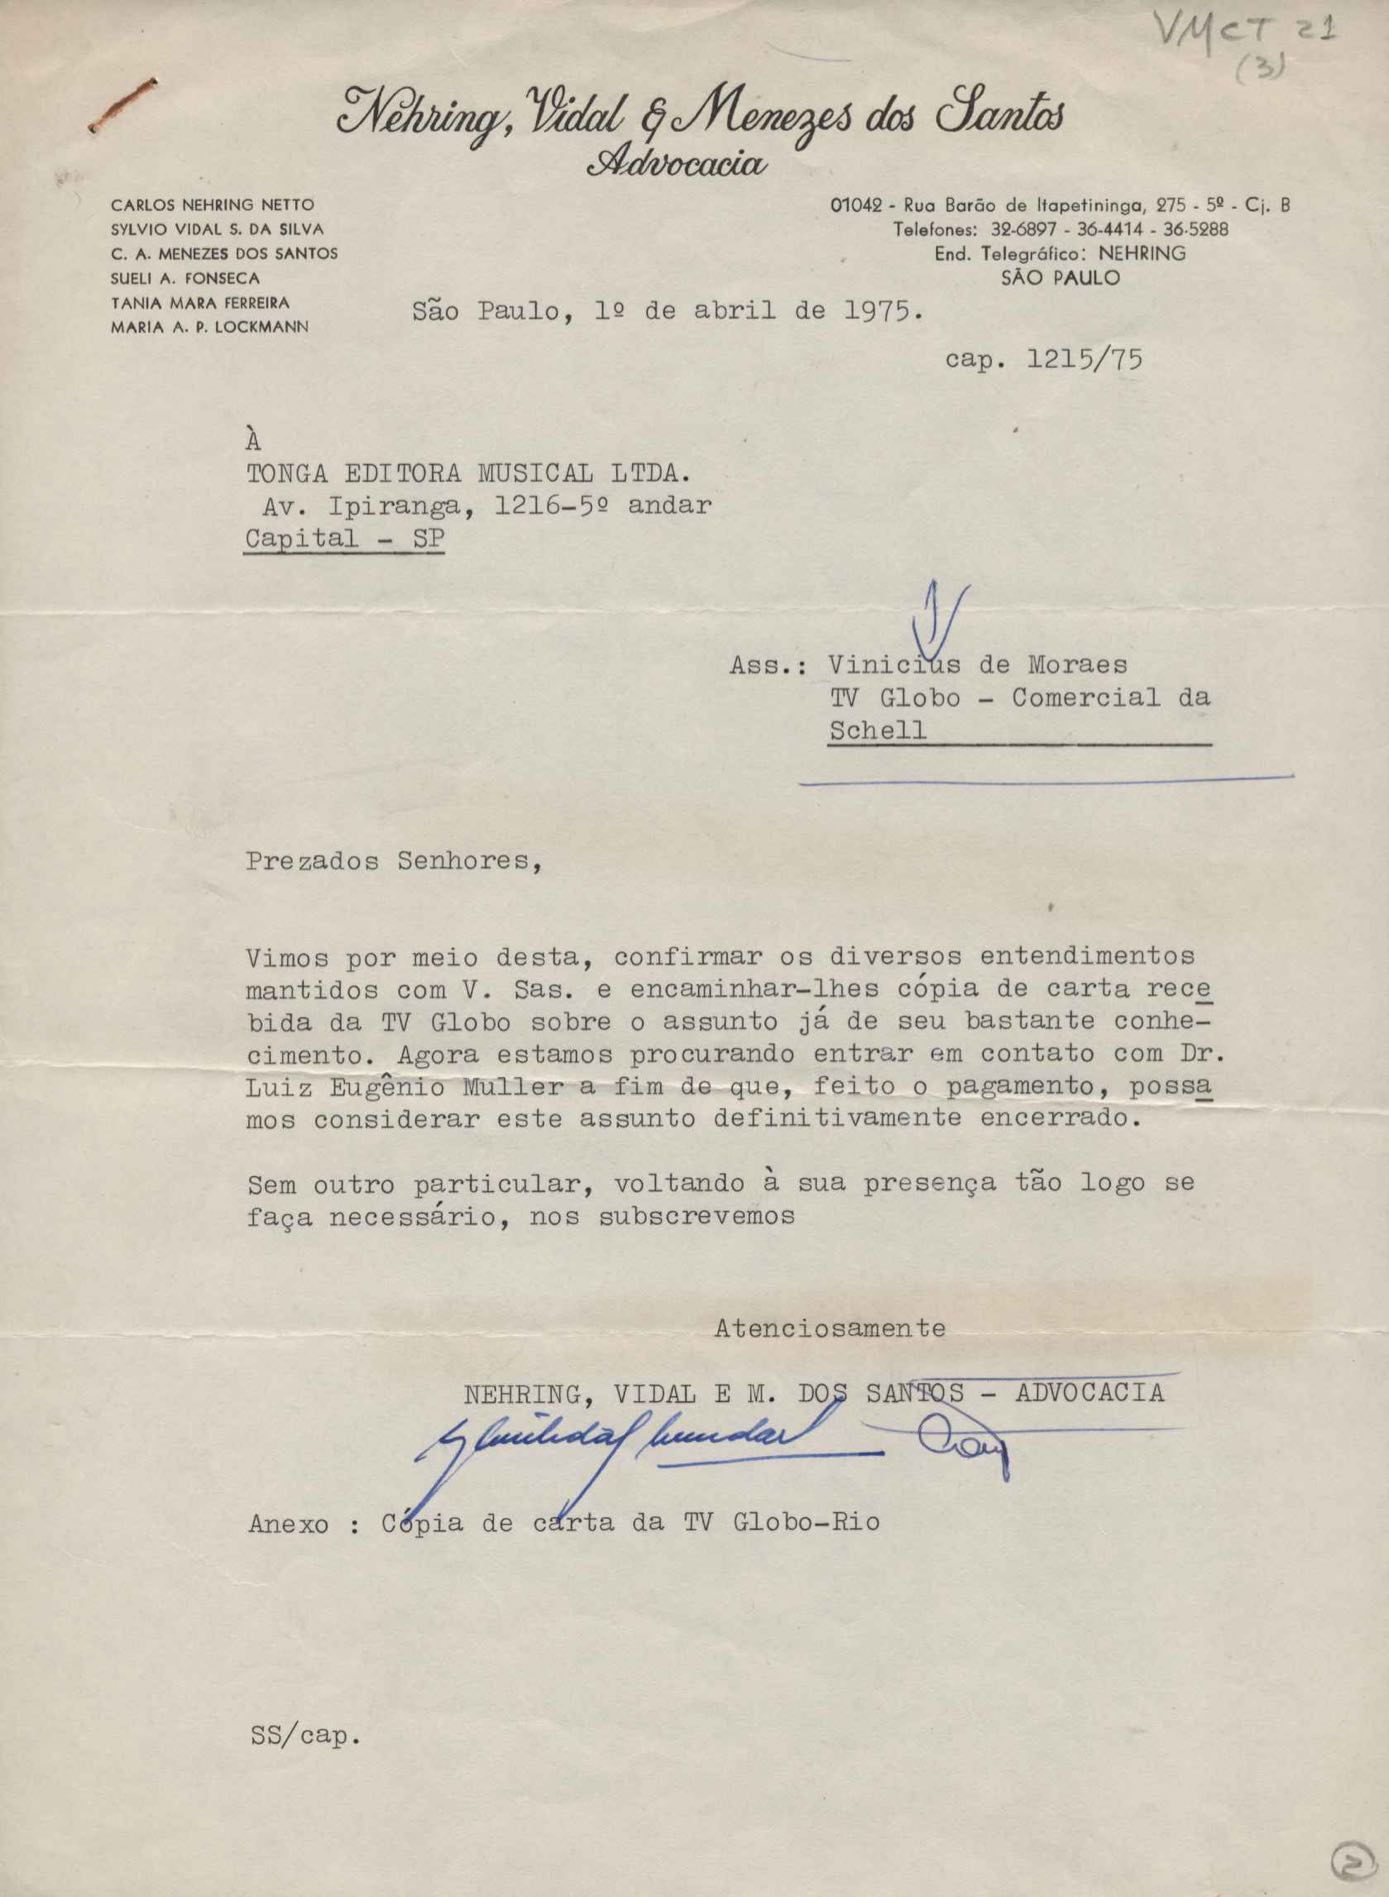 VMCT 21
(3)
Nehring, Vidal & Menezes dos Santos
Advocacia
CARLOS NEHRING NETTO
SYLVIO VIDAL S. DA SILVA
C. A. MENEZES DOS SANTOS
SUELI A. FONSECA
TANIA MARA FERREIRA
MARIA A. P. LOCKMANN
01042 - Rua Barão de Itapetininga, 275 - 5º - Cj. B
Telefones: 32-6897 - 36-4414 - 36-5288
End. Telegráfico: NEHRING
SÃO PAULO
São Paulo, 1º de abril de 1975.
cap. 1215/75
À
TONGA EDITORA MUSICAL LTDA.
Av. Ipiranga, 1216-5º andar
Capital - SP
Ass.: Vinicius de Moraes
TV Globo - Comercial da
Schell
Prezados Senhores,
Vimos por meio desta, confirmar os diversos entendimentos
mantidos com V. Sas. e encaminhar-lhes cópia de carta rece
bida da TV Globo sobre o assunto já de seu bastante conhe-
cimento. Agora estamos procurando entrar em contato com Dr.
Luiz Eugênio Muller a fim de que, feito o pagamento, possa
mos considerar este assunto definitivamente encerrado.
Sem outro particular, voltando à sua presença tão logo se
faça necessário, nos subscrevemos
Atenciosamente
NEHRING, VIDAL E M. DOS SANTOS - ADVOCACIA
Anexo : Cópia de carta da TV Globo-Rio
SS/cap.
2